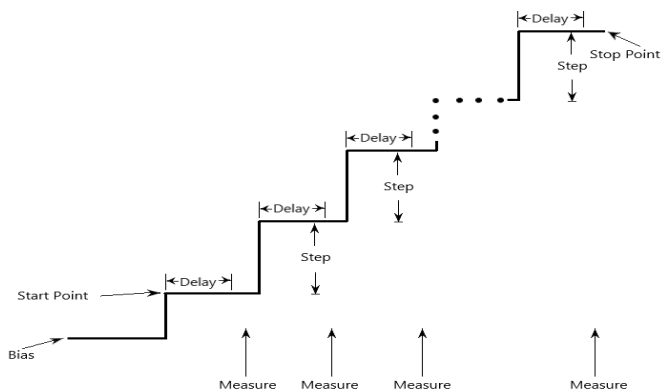 Delay
Stop Point
Step
Delay
Step
Delay
Step
Delay
Start Point
Bias
Measure
Measure
Measure
Measure